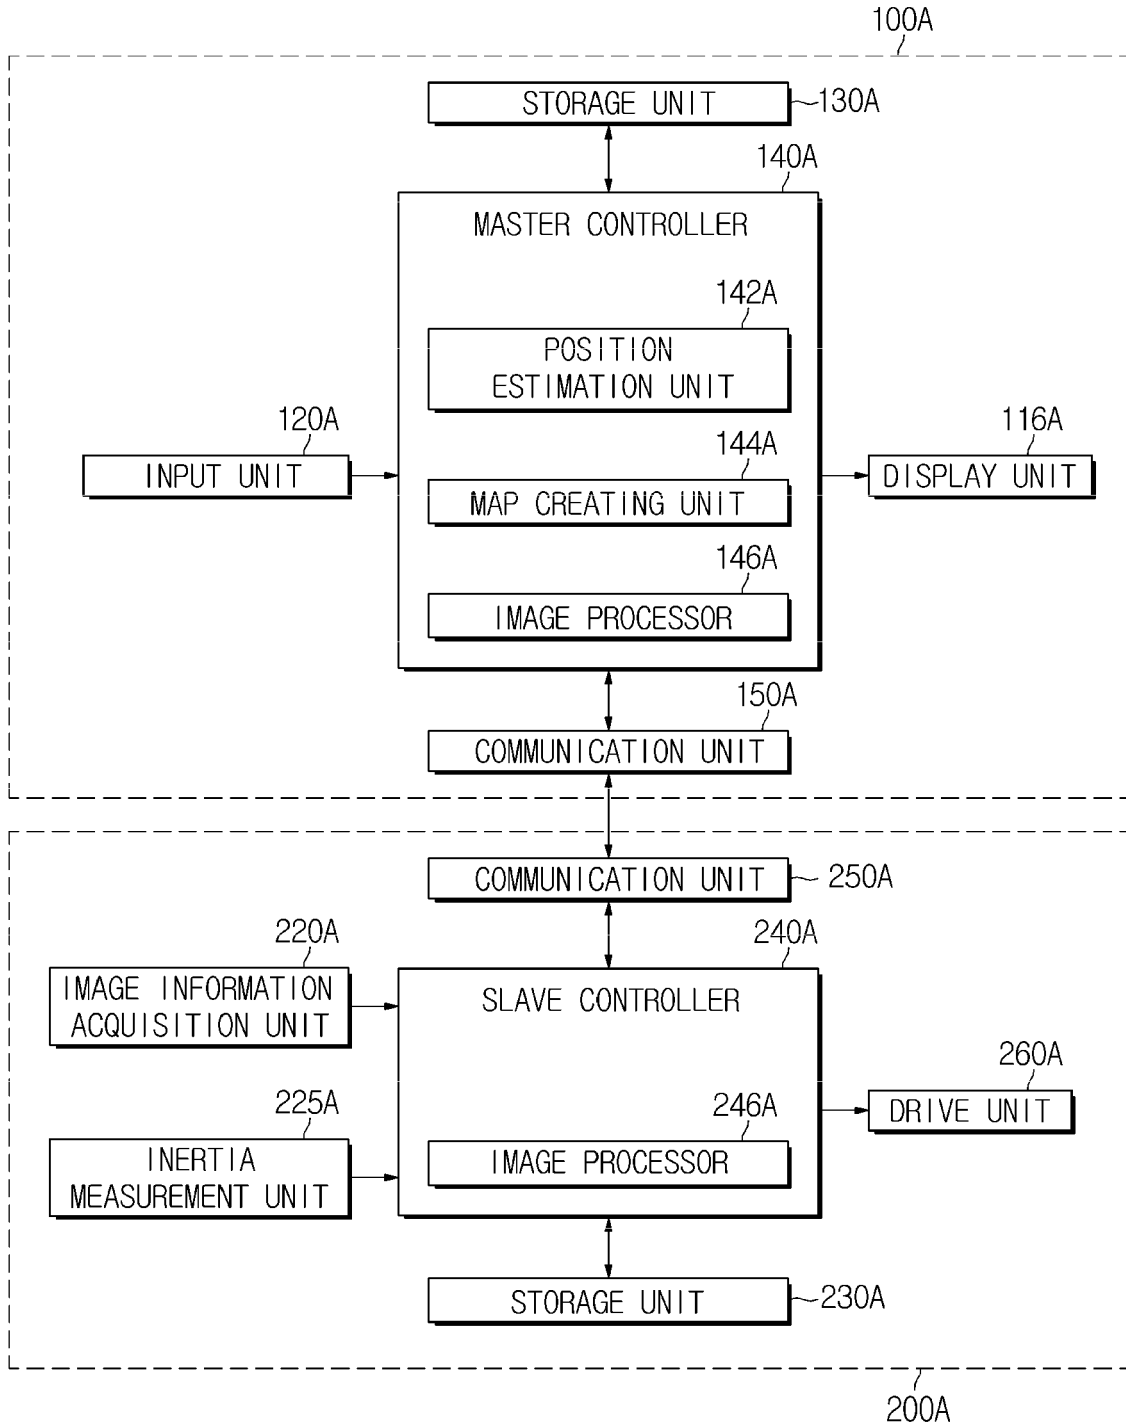 100A
STORAGE UNIT
130A
140A
MASTER CONTROLLER
142A
POSITION
ESTIMATION UNIT
120A
INPUT UNIT
144A
MAP CREATING UNIT
116A
DISPLAY UNIT
146A
IMAGE PROCESSOR
150A
COMMUNICATION UNIT
COMMUNICATION UNIT
250A
220A
IMAGE INFORMATION
ACQUISITION UNIT
240A
SLAVE CONTROLLER
260A
DRIVE UNIT
225A
INERTIA
MEASUREMENT UNIT
246A
IMAGE PROCESSOR
STORAGE UNIT
230A
200A